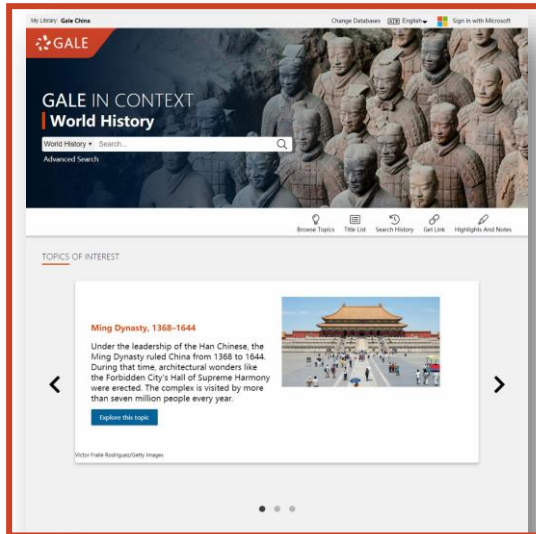 My Library Gale China
Change Databases English Sign in with Microsoft
GALE
GALE IN CONTEXT
World History
World History Search...
Advanced Search
Browse Topics Title List Search History Get Link Highlights And Notes
TOPICS OF INTEREST
Ming Dynasty, 1368–1644
Under the leadership of the Han Chinese, the
Ming Dynasty ruled China from 1368 to 1644.
During that time, architectural wonders like
the Forbidden City's Hall of Supreme Harmony
were erected. The complex is visited by more
than seven million people every year.
Explore this topic
Victor Fraile Rodriguez/Getty Images